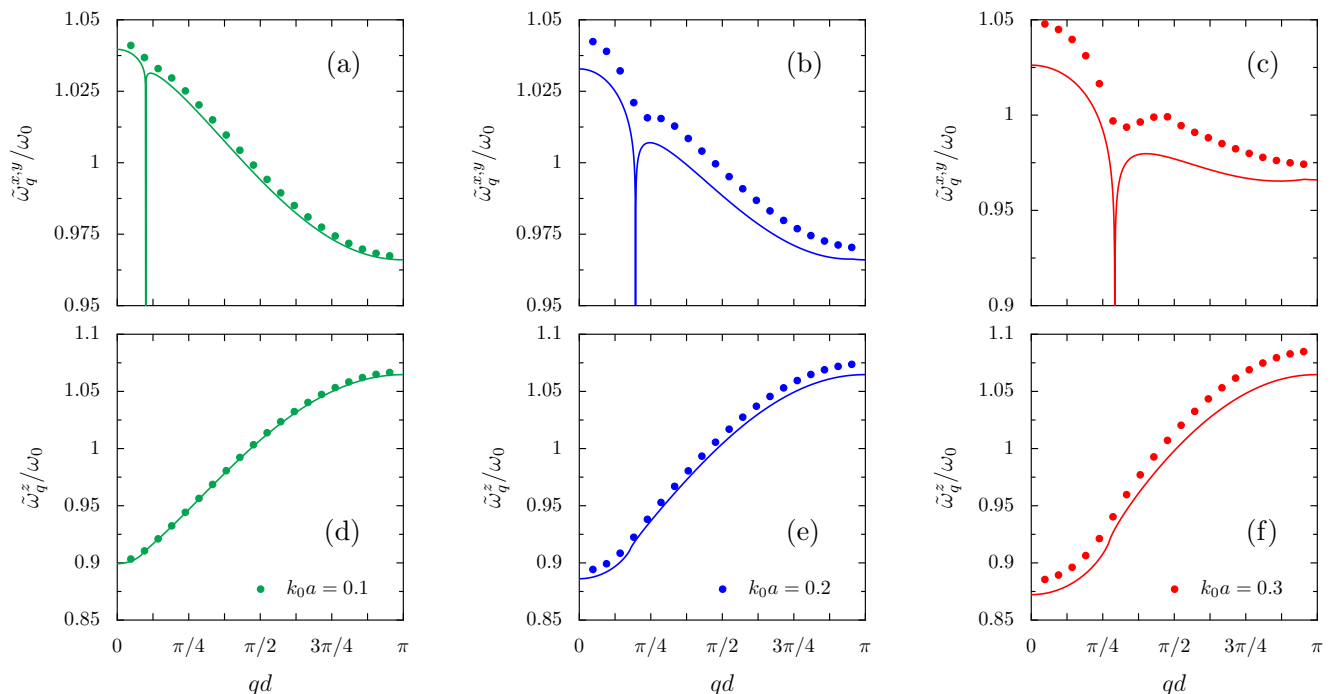 1.05
1.025
1
0.975
0.95
ω̃_q^{x,y}/ω_0
(a)
1.05
1.025
1
0.975
0.95
ω̃_q^{x,y}/ω_0
(b)
1.05
1
0.95
0.9
ω̃_q^{x,y}/ω_0
(c)
1.1
1.05
1
0.95
0.9
0.85
ω̃_q^z/ω_0
(d)
k_0a = 0.1
0 π/4 π/2 3π/4 π
qd
1.1
1.05
1
0.95
0.9
0.85
ω̃_q^z/ω_0
(e)
k_0a = 0.2
0 π/4 π/2 3π/4 π
qd
1.1
1.05
1
0.95
0.9
0.85
ω̃_q^z/ω_0
(f)
k_0a = 0.3
0 π/4 π/2 3π/4 π
qd